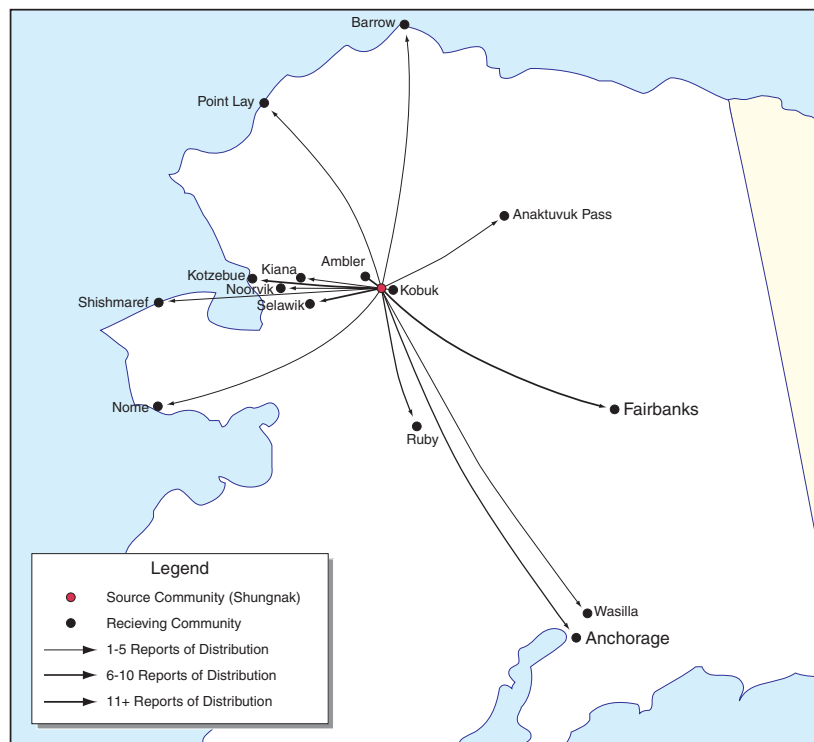 Barrow
Point Lay
Anaktuvuk Pass
Ambler
Kiana
Kotzebue
Noorvik
Kobuk
Shishmaref
Selawik
Nome
Fairbanks
Ruby
Wasilla
Anchorage
Legend
Source Community (Shungnak)
Recieving Community
1-5 Reports of Distribution
6-10 Reports of Distribution
11+ Reports of Distribution